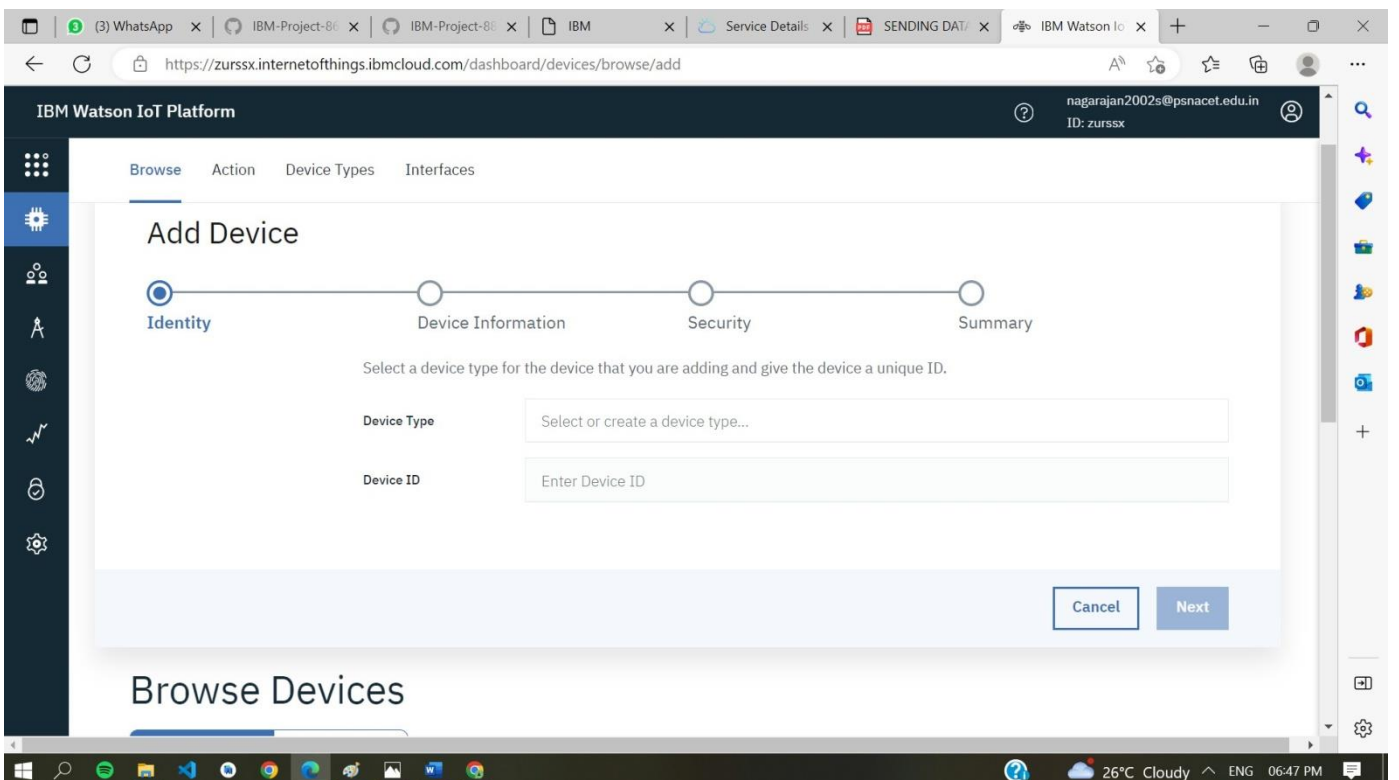 (3) WhatsApp
IBM-Project-86
IBM-Project-88
IBM
Service Details
SENDING DATA
IBM Watson Io
https://zurssx.internetofthings.ibmcloud.com/dashboard/devices/browse/add
IBM Watson IoT Platform
nagarajan2002s@psnacet.edu.in
ID: zurssx
Browse
Action
Device Types
Interfaces
Add Device
Identity
Device Information
Security
Summary
Select a device type for the device that you are adding and give the device a unique ID.
Device Type
Select or create a device type...
Device ID
Enter Device ID
Cancel
Next
Browse Devices
26°C Cloudy
ENG
06:47 PM